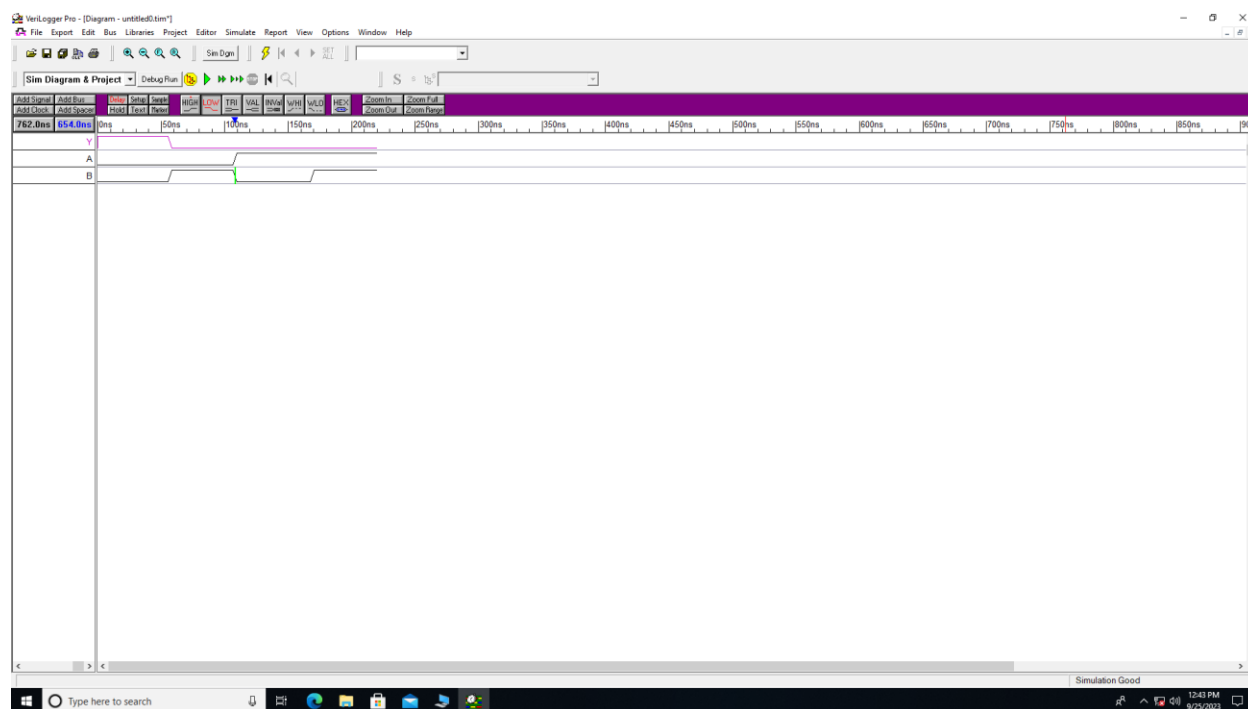 VeriLogger Pro - [Diagram - untitled0.tim*]
File Export Edit Bus Libraries Project Editor Simulate Report View Options Window Help
Sim Dgm SET ALL
Sim Diagram & Project Debug Run S = 
Add Signal Add Bus Delay Setup Sample HIGH LOW TRI VAL INVal WHI WLO HEX Zoom In Zoom Full
Add Clock Add Spacer Hold Text Marker Zoom Out Zoom Range
762.0ns 654.0ns 0ns 50ns 100ns 150ns 200ns 250ns 300ns 350ns 400ns 450ns 500ns 550ns 600ns 650ns 700ns 750ns 800ns 850ns
Y
A
B
Simulation Good
Type here to search
12:43 PM
9/25/2023